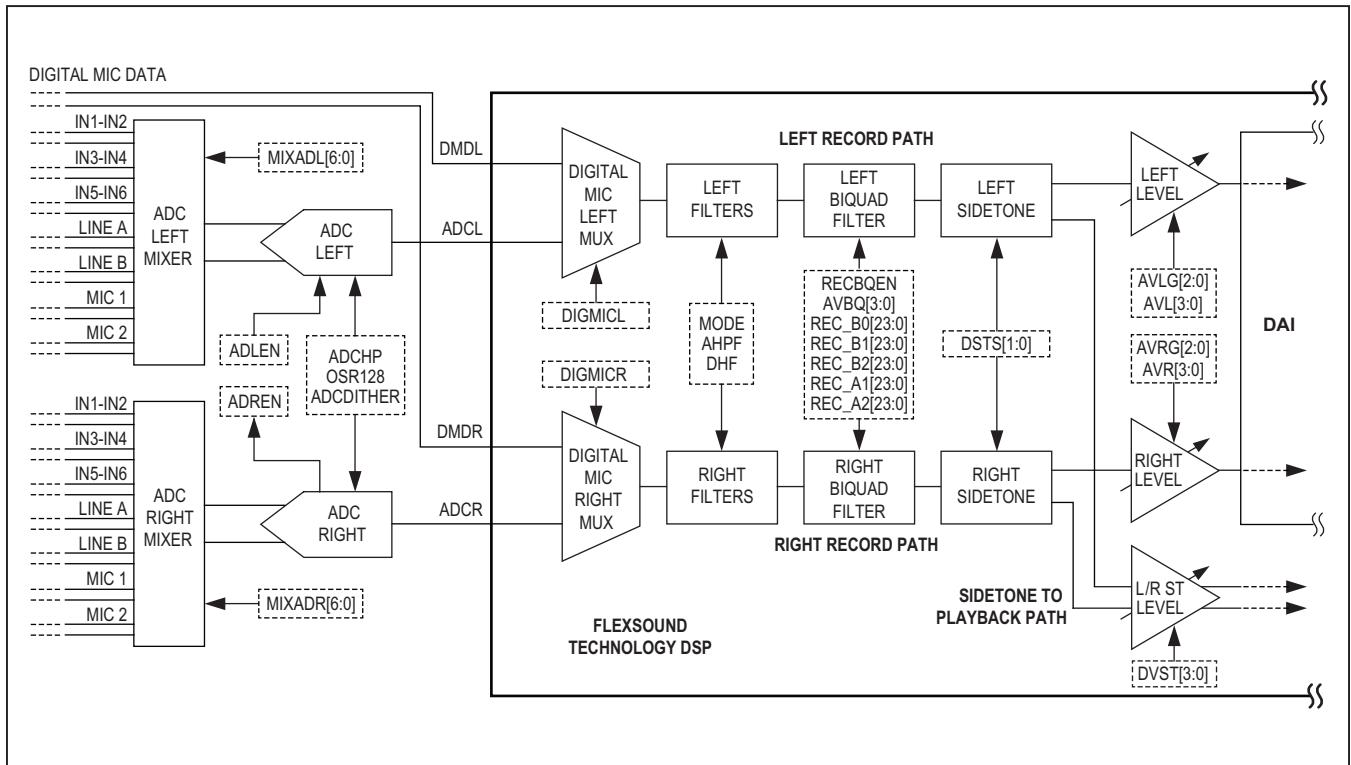 DIGITAL MIC DATA
IN1-IN2
IN3-IN4
IN5-IN6
LINE A
LINE B
MIC 1
MIC 2
ADC
LEFT
MIXER
MIXADL[6:0]
ADC
LEFT
ADLEN
ADCHP
OSR128
ADCDITHER
ADREN
IN1-IN2
IN3-IN4
IN5-IN6
LINE A
LINE B
MIC 1
MIC 2
ADC
RIGHT
MIXER
ADC
RIGHT
MIXADR[6:0]
DMDL
ADCL
DMDR
ADCR
DIGITAL
MIC
LEFT
MUX
DIGMICL
DIGMICR
DIGITAL
MIC
RIGHT
MUX
LEFT RECORD PATH
LEFT
FILTERS
LEFT
BIQUAD
FILTER
LEFT
SIDETONE
LEFT
LEVEL
MODE
AHPF
DHF
RECBQEN
AVBQ[3:0]
REC_B0[23:0]
REC_B1[23:0]
REC_B2[23:0]
REC_A1[23:0]
REC_A2[23:0]
DSTS[1:0]
AVLG[2:0]
AVL[3:0]
AVRG[2:0]
AVR[3:0]
DAI
RIGHT
FILTERS
RIGHT
BIQUAD
FILTER
RIGHT
SIDETONE
RIGHT
LEVEL
RIGHT RECORD PATH
SIDETONE TO
PLAYBACK PATH
L/R ST
LEVEL
DVST[3:0]
FLEXSOUND
TECHNOLOGY DSP